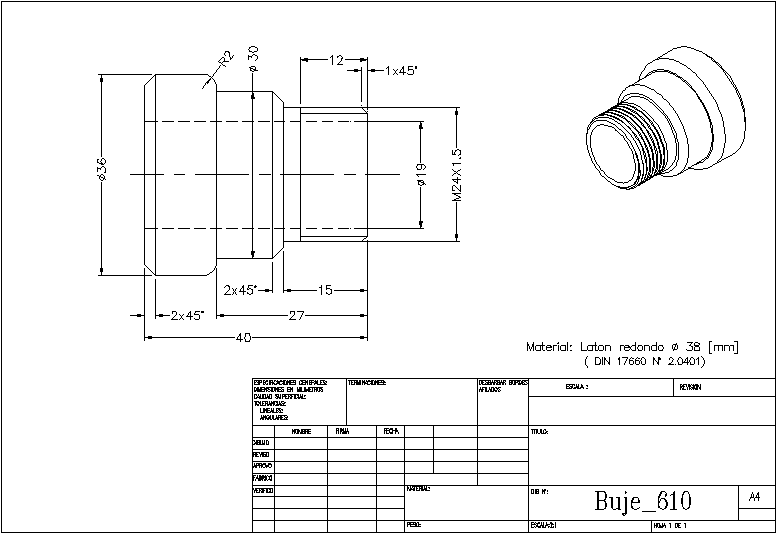 R2
ø 30
12
1x45°
ø36
ø19
M24X1.5
2x45°
15
2x45°
27
40
Material: Laton redondo ø 38 [mm]
( DIN 17660 N° 2.0401)
ESPECIFICACIONES GENERALES:
DIMENSIONES EN MILIMETROS
CALIDAD SUPERFICIAL:
TOLERANCIAS:
LINEALES:
ANGULARES:
TERMINACIONES:
DESBARBAR BORDES
AFILADOS
ESCALA :
REVISION
NOMBRE FIRMA FECHA
TITULO:
DIBUJO
REVISO
APROVO
FABRICO
VERIFICO
MATERIAL:
DIB Nº:
Buje_610
A4
PESO:
ESCALA:2:1
HOJA 1 DE 1